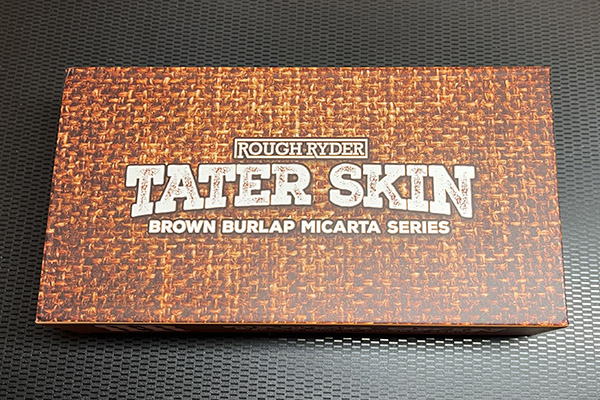 ROUGH RYDER
TATER SKIN
BROWN BURLAP MICARTA SERIES